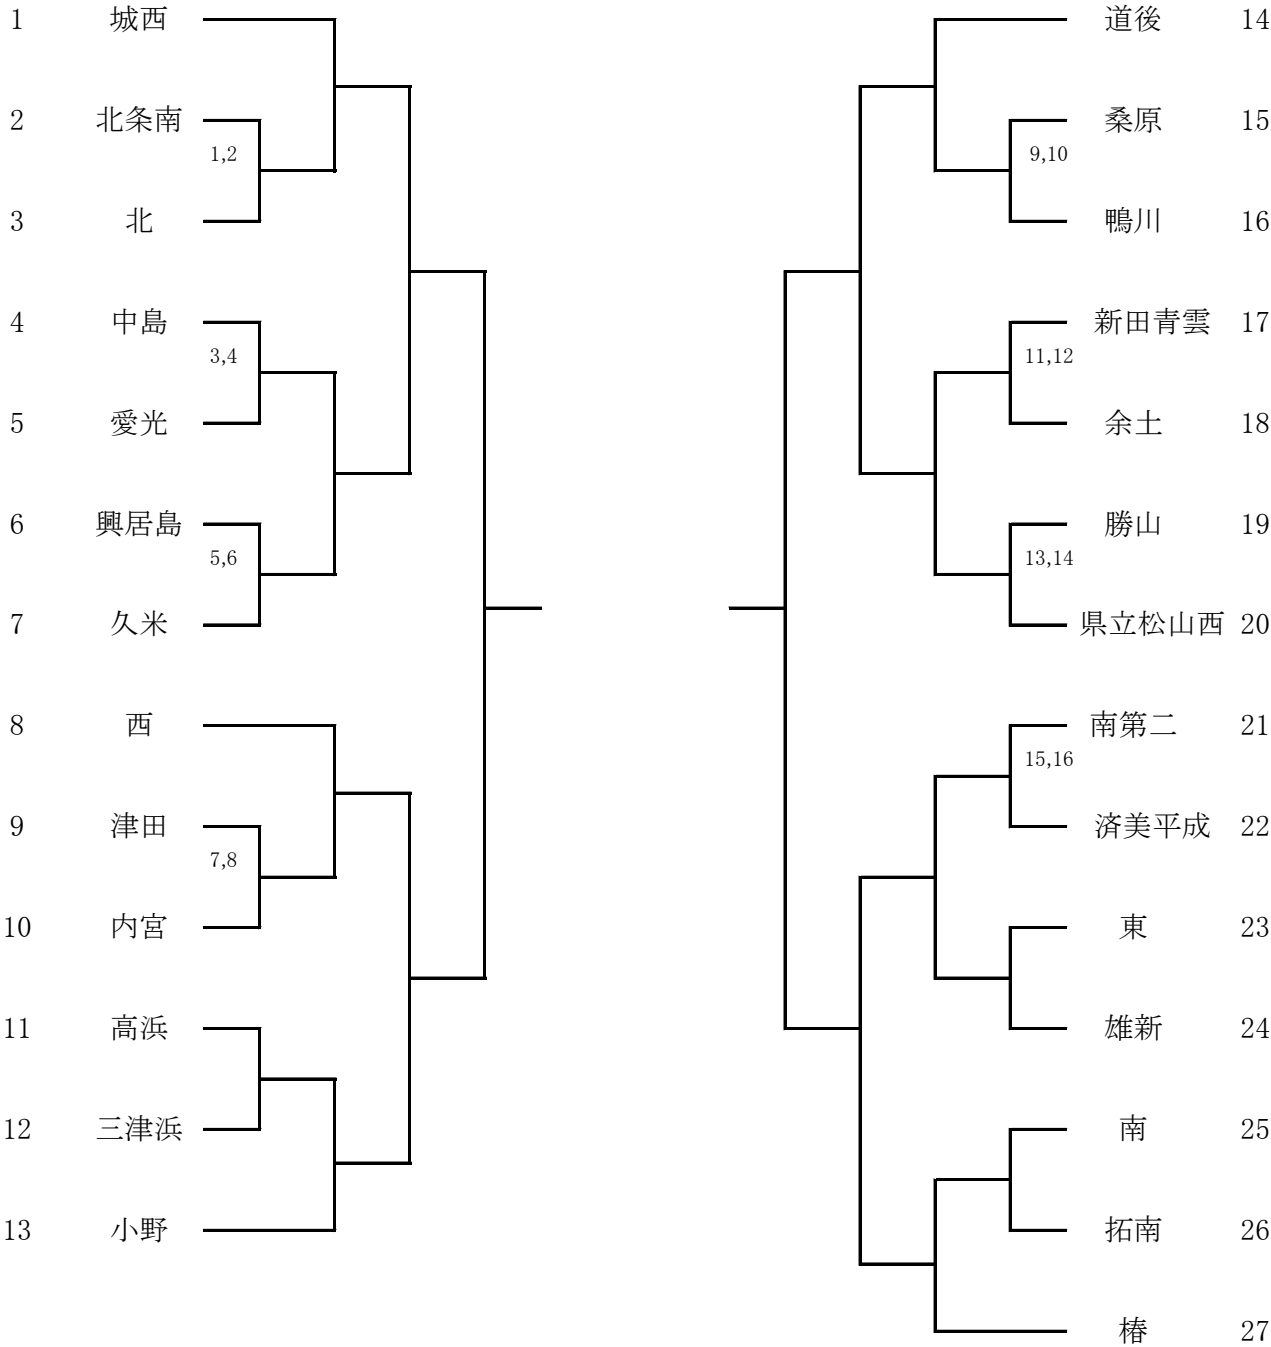 1 城西
2 北条南
1,2
3 北
4 中島
3,4
5 愛光
6 興居島
5,6
7 久米
8 西
9 津田
7,8
10 内宮
11 高浜
12 三津浜
13 小野
道後 14
桑原 15
9,10
鴨川 16
新田青雲 17
11,12
余土 18
勝山 19
13,14
県立松山西 20
南第二 21
15,16
済美平成 22
東 23
雄新 24
南 25
拓南 26
椿 27